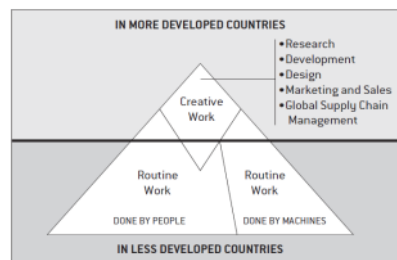 IN MORE DEVELOPED COUNTRIES
•Research
•Development
•Design
•Marketing and Sales
•Global Supply Chain
Management
Creative
Work
Routine
Work
DONE BY PEOPLE
Routine
Work
DONE BY MACHINES
IN LESS DEVELOPED COUNTRIES